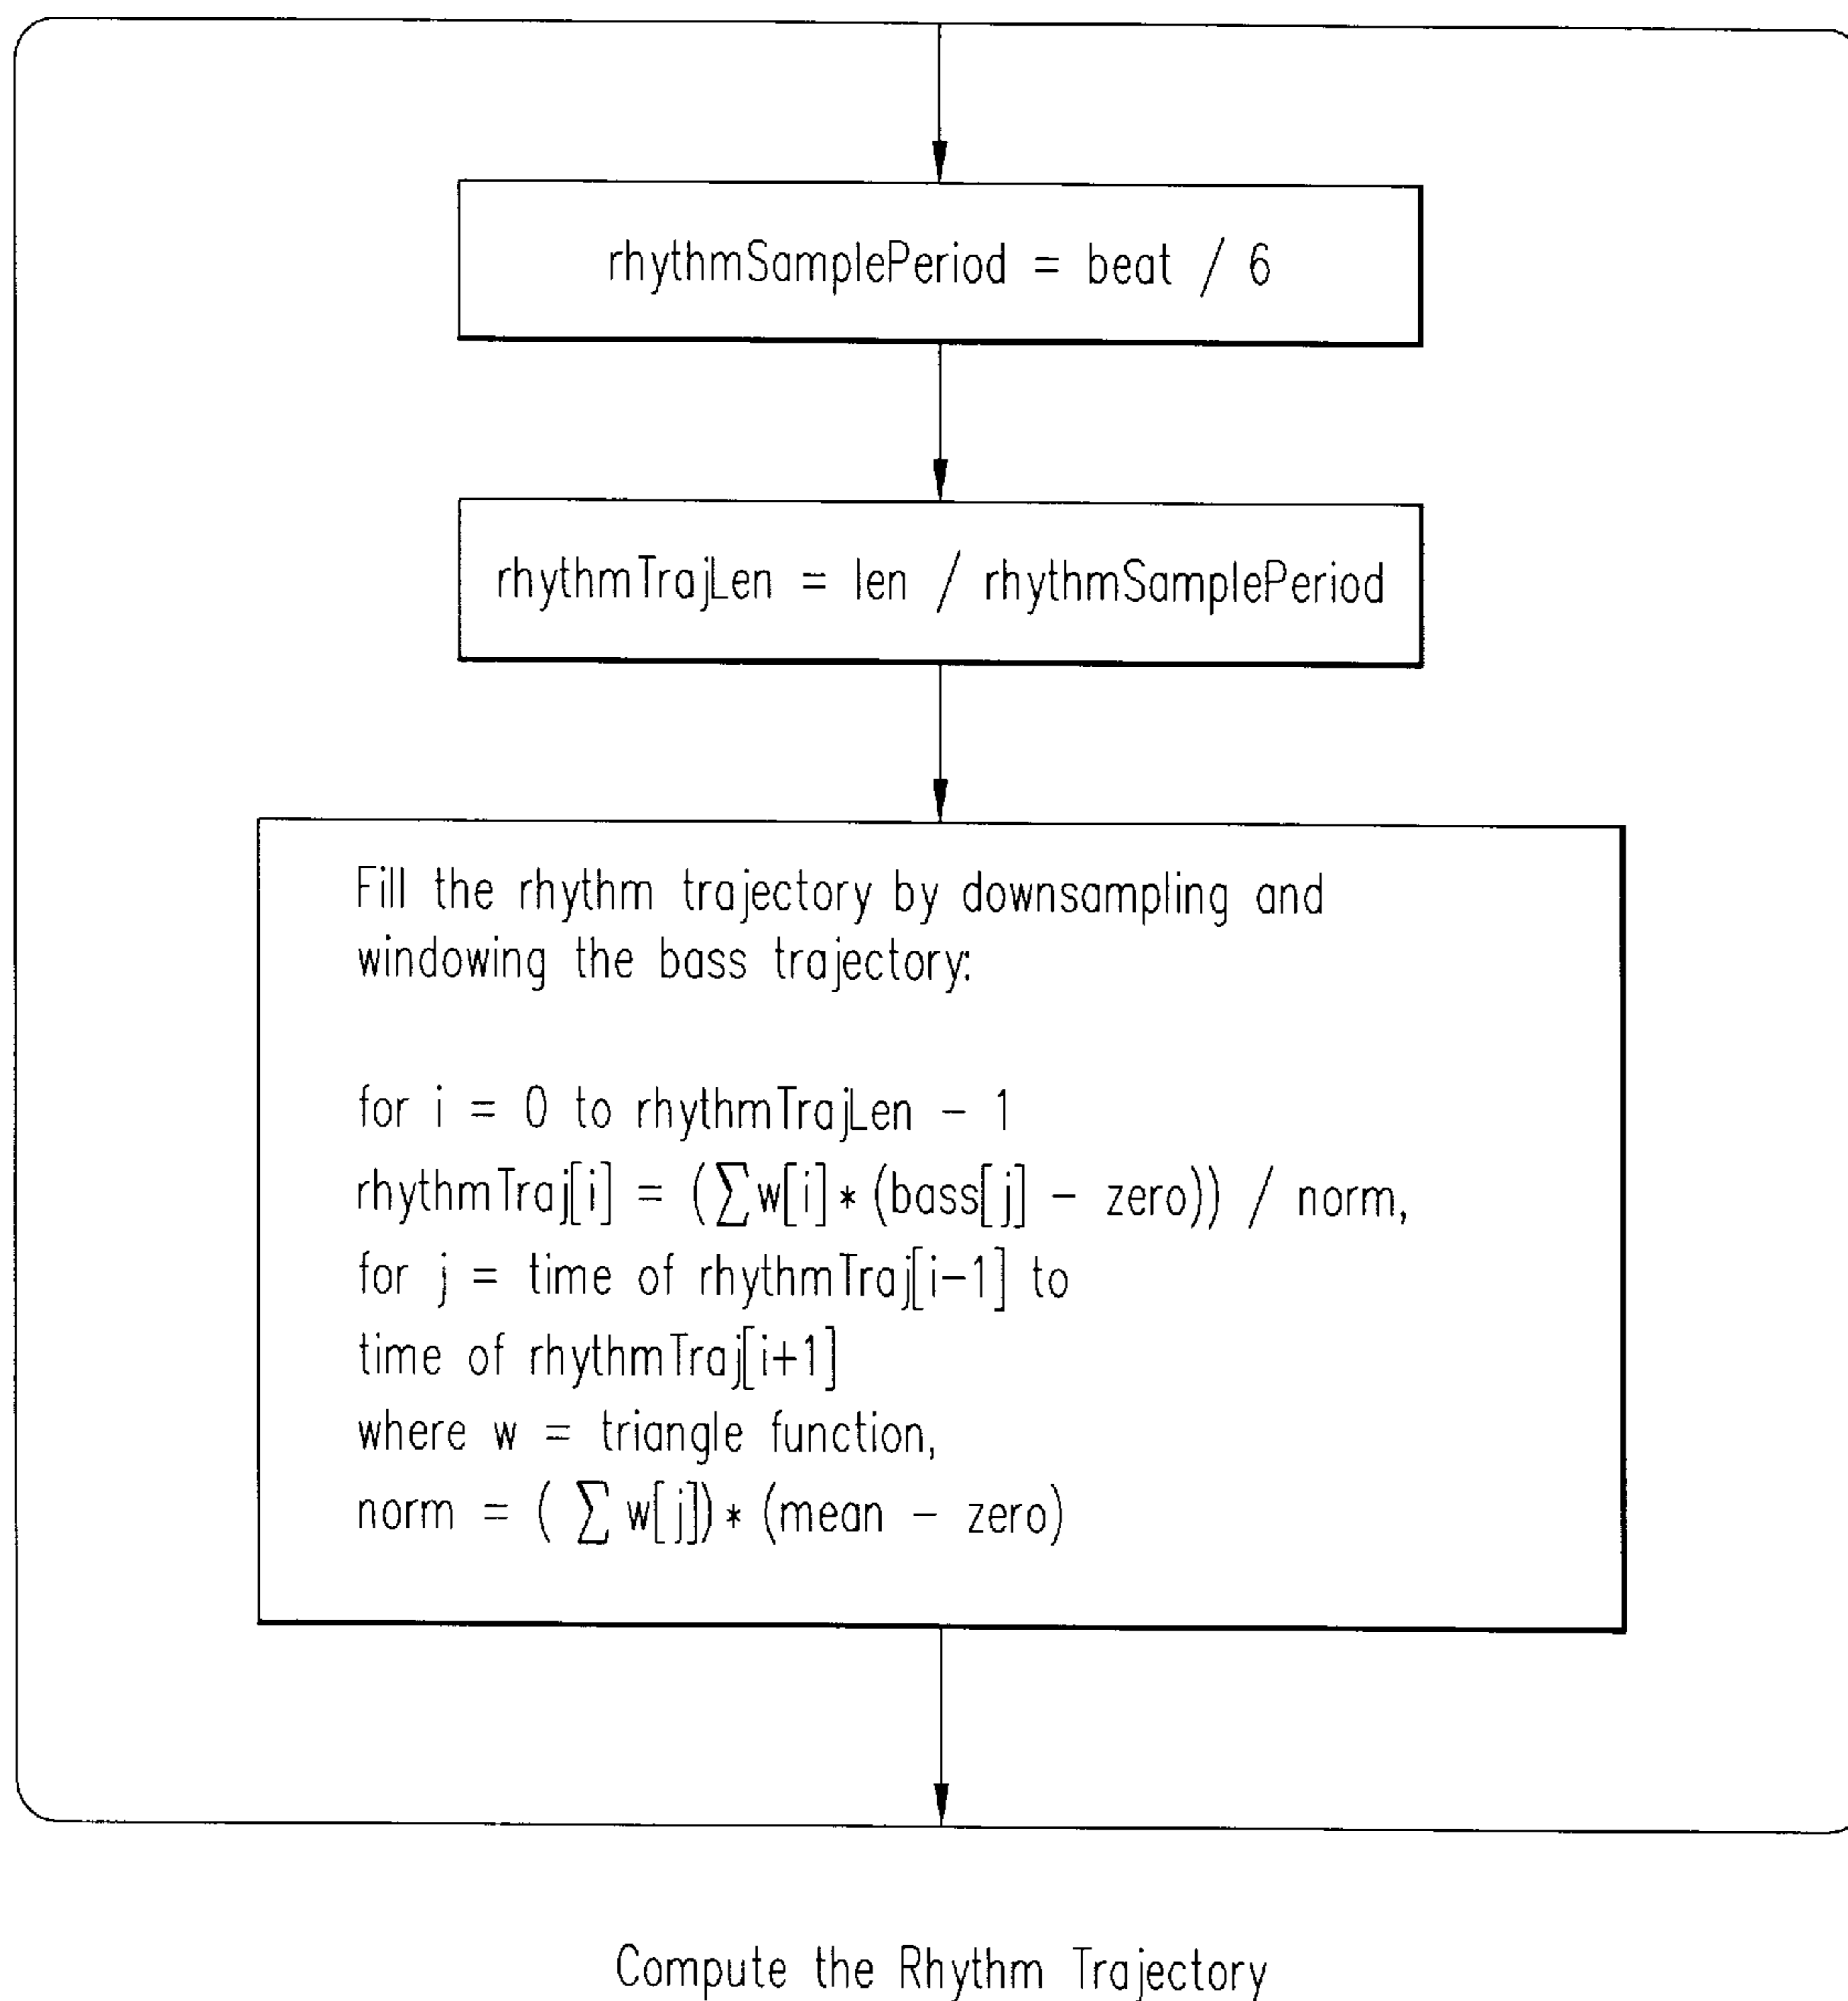 rhythmSamplePeriod = beat / 6
rhythmTrajLen = len / rhythmSamplePeriod
Fill the rhythm trajectory by downsampling and
windowing the bass trajectory:
for i = 0 to rhythmTrajLen – 1
rhythmTraj[i] = (∑w[i]*(bass[j] – zero)) / norm,
for j = time of rhythmTraj[i–1] to
time of rhythmTraj[i+1]
where w = triangle function,
norm = ( ∑ w[j])*(mean – zero)
Compute the Rhythm Trajectory